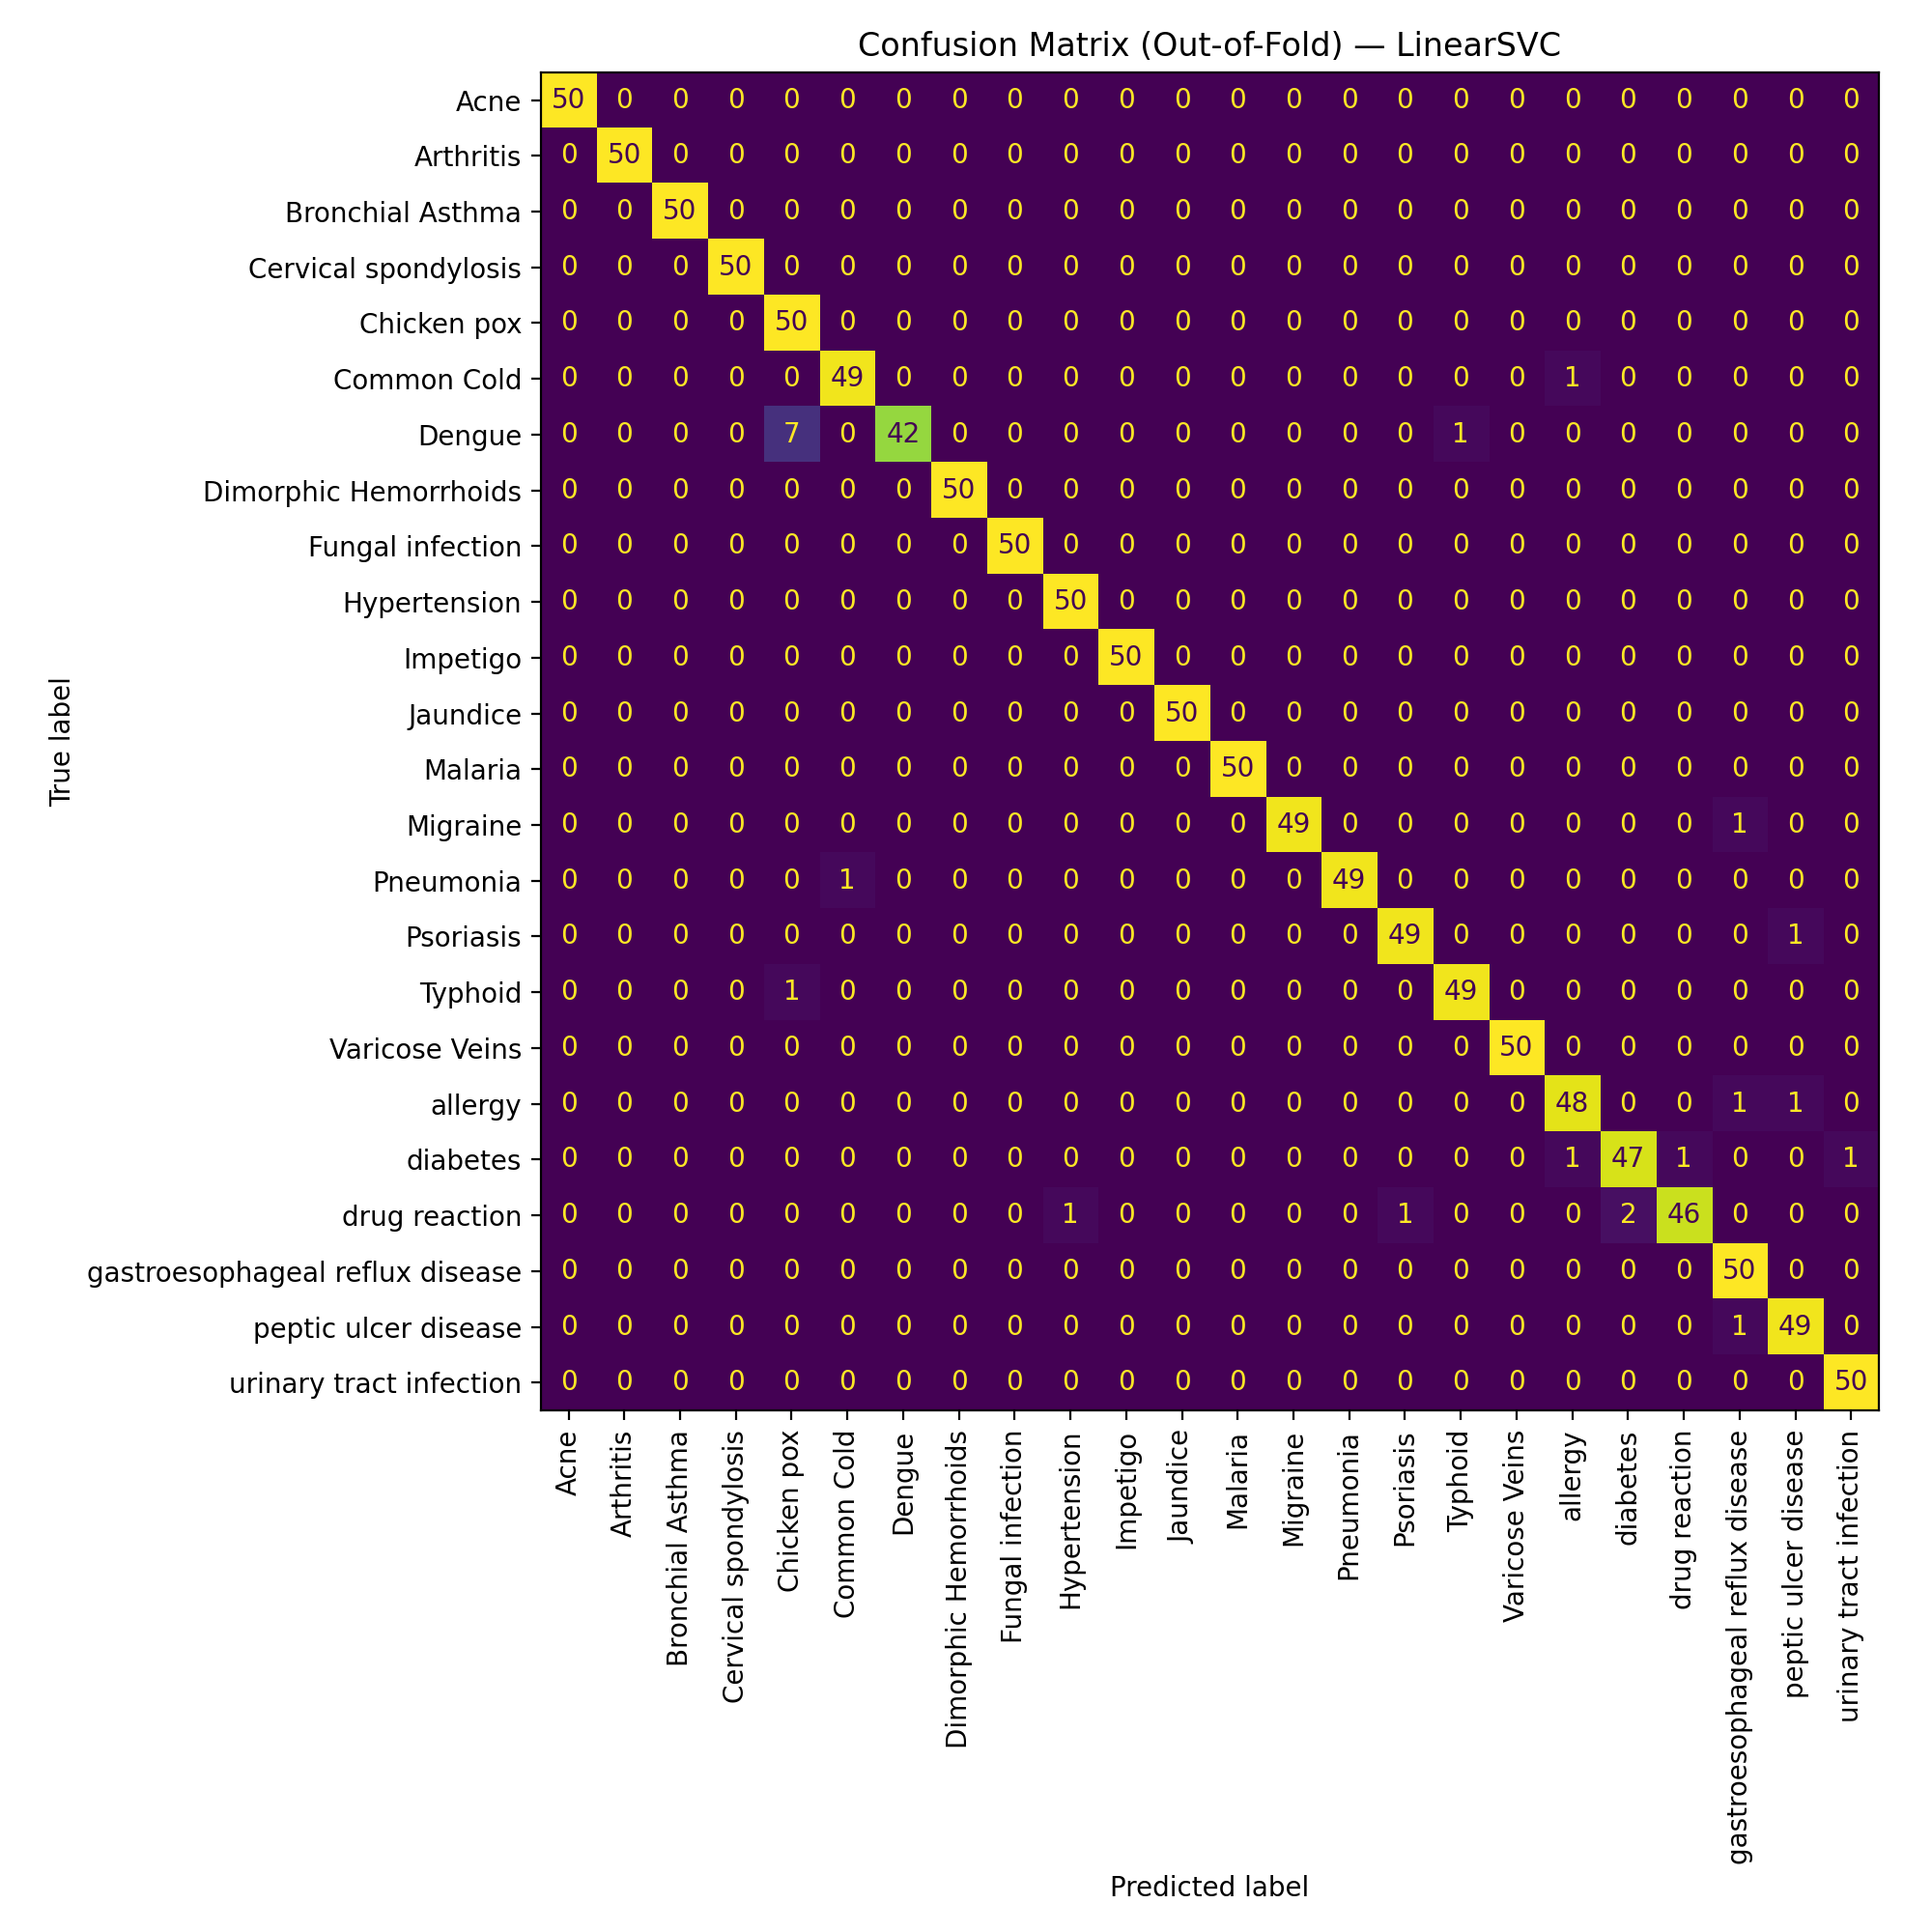 Confusion Matrix (Out-of-Fold) — LinearSVC
True label
Acne 50 0 0 0 0 0 0 0 0 0 0 0 0 0 0 0 0 0 0 0 0 0 0 0
Arthritis 0 50 0 0 0 0 0 0 0 0 0 0 0 0 0 0 0 0 0 0 0 0 0 0
Bronchial Asthma 0 0 50 0 0 0 0 0 0 0 0 0 0 0 0 0 0 0 0 0 0 0 0 0
Cervical spondylosis 0 0 0 50 0 0 0 0 0 0 0 0 0 0 0 0 0 0 0 0 0 0 0 0
Chicken pox 0 0 0 0 50 0 0 0 0 0 0 0 0 0 0 0 0 0 0 0 0 0 0 0
Common Cold 0 0 0 0 0 49 0 0 0 0 0 0 0 0 0 0 0 0 1 0 0 0 0 0
Dengue 0 0 0 0 7 0 42 0 0 0 0 0 0 0 0 0 1 0 0 0 0 0 0 0
Dimorphic Hemorrhoids 0 0 0 0 0 0 0 50 0 0 0 0 0 0 0 0 0 0 0 0 0 0 0 0
Fungal infection 0 0 0 0 0 0 0 0 50 0 0 0 0 0 0 0 0 0 0 0 0 0 0 0
Hypertension 0 0 0 0 0 0 0 0 0 50 0 0 0 0 0 0 0 0 0 0 0 0 0 0
Impetigo 0 0 0 0 0 0 0 0 0 0 50 0 0 0 0 0 0 0 0 0 0 0 0 0
Jaundice 0 0 0 0 0 0 0 0 0 0 0 50 0 0 0 0 0 0 0 0 0 0 0 0
Malaria 0 0 0 0 0 0 0 0 0 0 0 0 50 0 0 0 0 0 0 0 0 0 0 0
Migraine 0 0 0 0 0 0 0 0 0 0 0 0 0 49 0 0 0 0 0 0 0 1 0 0
Pneumonia 0 0 0 0 0 1 0 0 0 0 0 0 0 0 49 0 0 0 0 0 0 0 0 0
Psoriasis 0 0 0 0 0 0 0 0 0 0 0 0 0 0 0 49 0 0 0 0 0 0 1 0
Typhoid 0 0 0 0 1 0 0 0 0 0 0 0 0 0 0 0 49 0 0 0 0 0 0 0
Varicose Veins 0 0 0 0 0 0 0 0 0 0 0 0 0 0 0 0 0 50 0 0 0 0 0 0
allergy 0 0 0 0 0 0 0 0 0 0 0 0 0 0 0 0 0 0 48 0 0 1 1 0
diabetes 0 0 0 0 0 0 0 0 0 0 0 0 0 0 0 0 0 0 1 47 1 0 0 1
drug reaction 0 0 0 0 0 0 0 0 0 1 0 0 0 0 0 1 0 0 0 2 46 0 0 0
gastroesophageal reflux disease 0 0 0 0 0 0 0 0 0 0 0 0 0 0 0 0 0 0 0 0 0 50 0 0
peptic ulcer disease 0 0 0 0 0 0 0 0 0 0 0 0 0 0 0 0 0 0 0 0 0 1 49 0
urinary tract infection 0 0 0 0 0 0 0 0 0 0 0 0 0 0 0 0 0 0 0 0 0 0 0 50
Acne
Arthritis
Bronchial Asthma
Cervical spondylosis
Chicken pox
Common Cold
Dengue
Dimorphic Hemorrhoids
Fungal infection
Hypertension
Impetigo
Jaundice
Malaria
Migraine
Pneumonia
Psoriasis
Typhoid
Varicose Veins
allergy
diabetes
drug reaction
gastroesophageal reflux disease
peptic ulcer disease
urinary tract infection
Predicted label